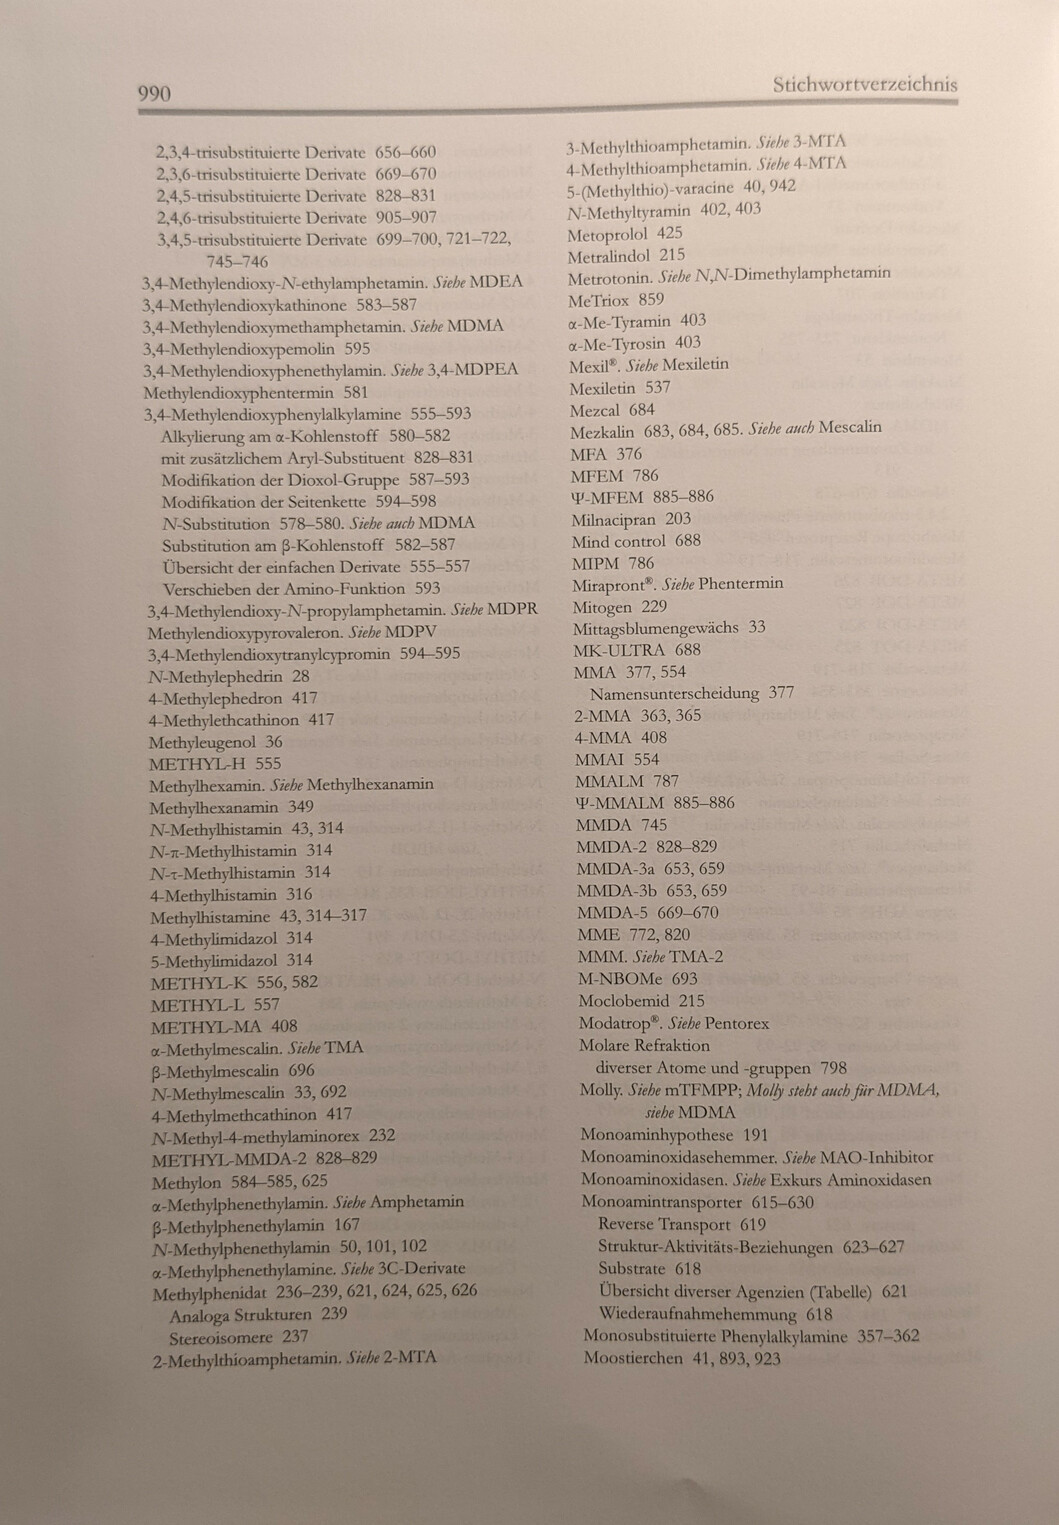 990
Stichwortverzeichnis
2,3,4-trisubstituierte Derivate 656–660
2,3,6-trisubstituierte Derivate 669–670
2,4,5-trisubstituierte Derivate 828–831
2,4,6-trisubstituierte Derivate 905–907
3,4,5-trisubstituierte Derivate 699–700, 721–722,
745–746
3,4-Methylendioxy-N-ethylamphetamin. Siehe MDEA
3,4-Methylendioxykathinone 583–587
3,4-Methylendioxymethamphetamin. Siehe MDMA
3,4-Methylendioxypemolin 595
3,4-Methylendioxyphenethylamin. Siehe 3,4-MDPEA
Methylendioxyphentermin 581
3,4-Methylendioxyphenylalkylamine 555–593
Alkylierung am α-Kohlenstoff 580–582
mit zusätzlichem Aryl-Substituent 828–831
Modifikation der Dioxol-Gruppe 587–593
Modifikation der Seitenkette 594–598
N-Substitution 578–580. Siehe auch MDMA
Substitution am β-Kohlenstoff 582–587
Übersicht der einfachen Derivate 555–557
Verschieben der Amino-Funktion 593
3,4-Methylendioxy-N-propylamphetamin. Siehe MDPR
Methylendioxypyrovaleron. Siehe MDPV
3,4-Methylendioxytranylcypromin 594–595
N-Methylephedrin 28
4-Methylephedron 417
4-Methylethcathinon 417
Methyleugenol 36
METHYL-H 555
Methylhexamin. Siehe Methylhexanamin
Methylhexanamin 349
N-Methylhistamin 43, 314
N-π-Methylhistamin 314
N-τ-Methylhistamin 314
4-Methylhistamin 316
Methylhistamine 43, 314–317
4-Methylimidazol 314
5-Methylimidazol 314
METHYL-K 556, 582
METHYL-L 557
METHYL-MA 408
α-Methylmescalin. Siehe TMA
β-Methylmescalin 696
N-Methylmescalin 33, 692
4-Methylmethcathinon 417
N-Methyl-4-methylaminorex 232
METHYL-MMDA-2 828–829
Methylon 584–585, 625
α-Methylphenethylamin. Siehe Amphetamin
β-Methylphenethylamin 167
N-Methylphenethylamin 50, 101, 102
α-Methylphenethylamine. Siehe 3C-Derivate
Methylphenidat 236–239, 621, 624, 625, 626
Analoga Strukturen 239
Stereoisomere 237
2-Methylthioamphetamin. Siehe 2-MTA
3-Methylthioamphetamin. Siehe 3-MTA
4-Methylthioamphetamin. Siehe 4-MTA
5-(Methylthio)-varacine 40, 942
N-Methyltyramin 402, 403
Metoprolol 425
Metralindol 215
Metrotonin. Siehe N,N-Dimethylamphetamin
MeTriox 859
α-Me-Tyramin 403
α-Me-Tyrosin 403
Mexil®. Siehe Mexiletin
Mexiletin 537
Mezcal 684
Mezkalin 683, 684, 685. Siehe auch Mescalin
MFA 376
MFEM 786
Ψ-MFEM 885–886
Milnacipran 203
Mind control 688
MIPM 786
Mirapront®. Siehe Phentermin
Mitogen 229
Mittagsblumengewächs 33
MK-ULTRA 688
MMA 377, 554
Namensunterscheidung 377
2-MMA 363, 365
4-MMA 408
MMAI 554
MMALM 787
Ψ-MMALM 885–886
MMDA 745
MMDA-2 828–829
MMDA-3a 653, 659
MMDA-3b 653, 659
MMDA-5 669–670
MME 772, 820
MMM. Siehe TMA-2
M-NBOMe 693
Moclobemid 215
Modatrop®. Siehe Pentorex
Molare Refraktion
diverser Atome und -gruppen 798
Molly. Siehe mTFMPP; Molly steht auch für MDMA,
siehe MDMA
Monoaminhypothese 191
Monoaminoxidasehemmer. Siehe MAO-Inhibitor
Monoaminoxidasen. Siehe Exkurs Aminoxidasen
Monoamintransporter 615–630
Reverse Transport 619
Struktur-Aktivitäts-Beziehungen 623–627
Substrate 618
Übersicht diverser Agenzien (Tabelle) 621
Wiederaufnahmehemmung 618
Monosubstituierte Phenylalkylamine 357–362
Moostierchen 41, 893, 923